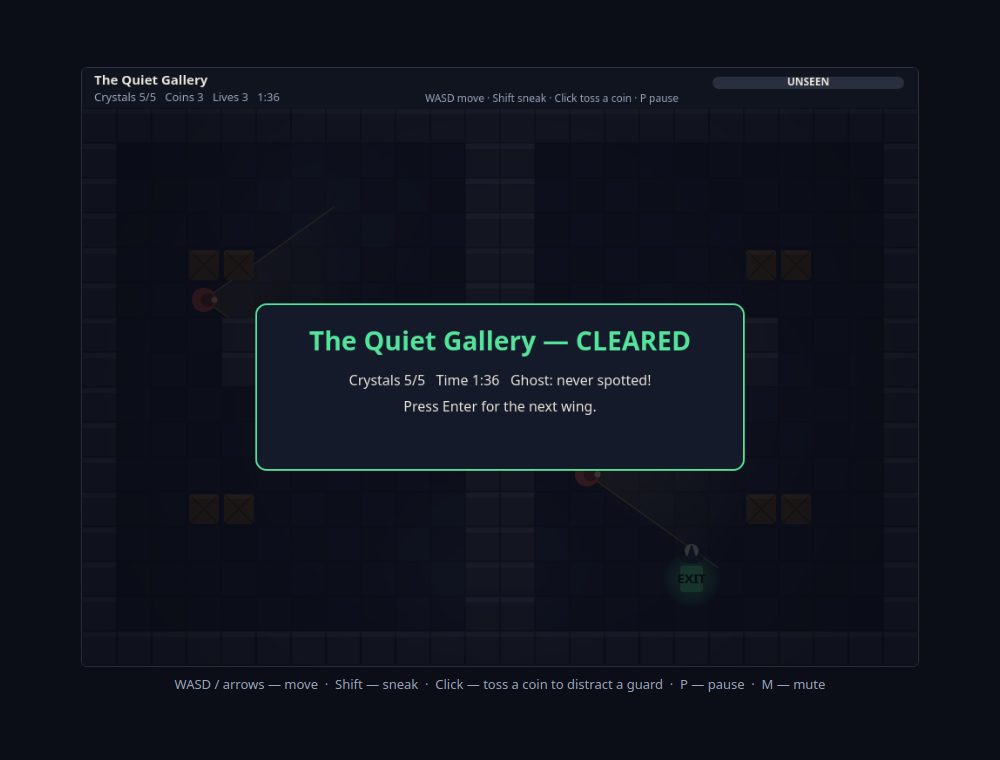 The Quiet Gallery
UNSEEN
Crystals 5/5 Coins 3 Lives 3 1:36
WASD move · Shift sneak · Click toss a coin · P pause
The Quiet Gallery — CLEARED
Crystals 5/5 Time 1:36 Ghost: never spotted!
Press Enter for the next wing.
EXIT
WASD / arrows — move · Shift — sneak · Click — toss a coin to distract a guard · P — pause · M — mute